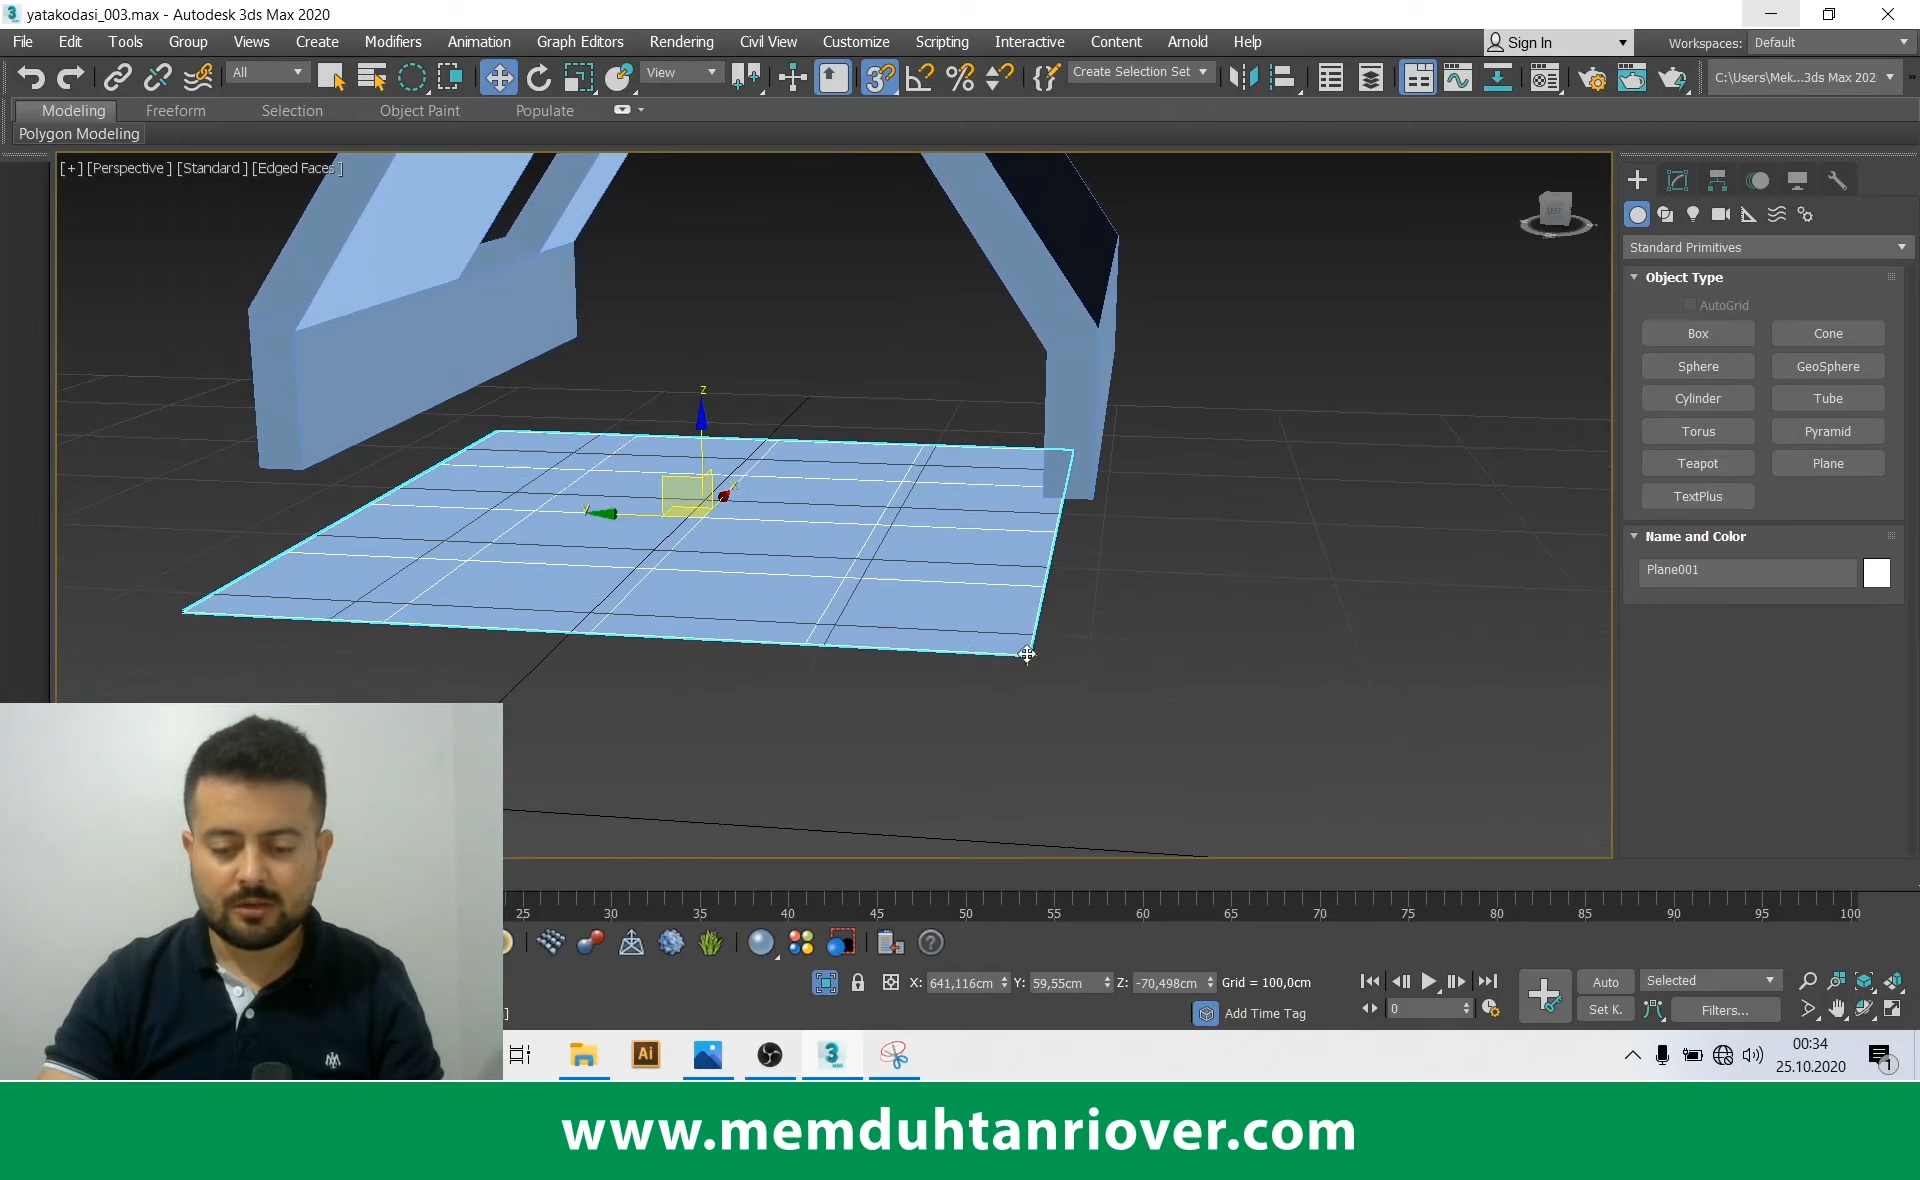 yatakodasi_003.max - Autodesk 3ds Max 2020
File Edit Tools Group Views Create Modifiers Animation Graph Editors Rendering Civil View Customize Scripting Interactive Content Arnold Help
Sign In
Workspaces: Default
All
View
Create Selection Set
C:\Users\Mek...3ds Max 202
Modeling Freeform Selection Object Paint Populate
Polygon Modeling
[+] [Perspective ] [Standard ] [Edged Faces ]
LEFT
z
x
y
Standard Primitives
Object Type
AutoGrid
Box Cone
Sphere GeoSphere
Cylinder Tube
Torus Pyramid
Teapot Plane
TextPlus
Name and Color
Plane001
25 30 35 40 45 50 55 60 65 70 75 80 85 90 95 100
X: 641,116cm Y: 59,55cm Z: -70,498cm Grid = 100,0cm
Add Time Tag
0
Auto Selected
Set K. Filters...
Ai
3
MAX
00:34
25.10.2020
1
www.memduhtanriover.com